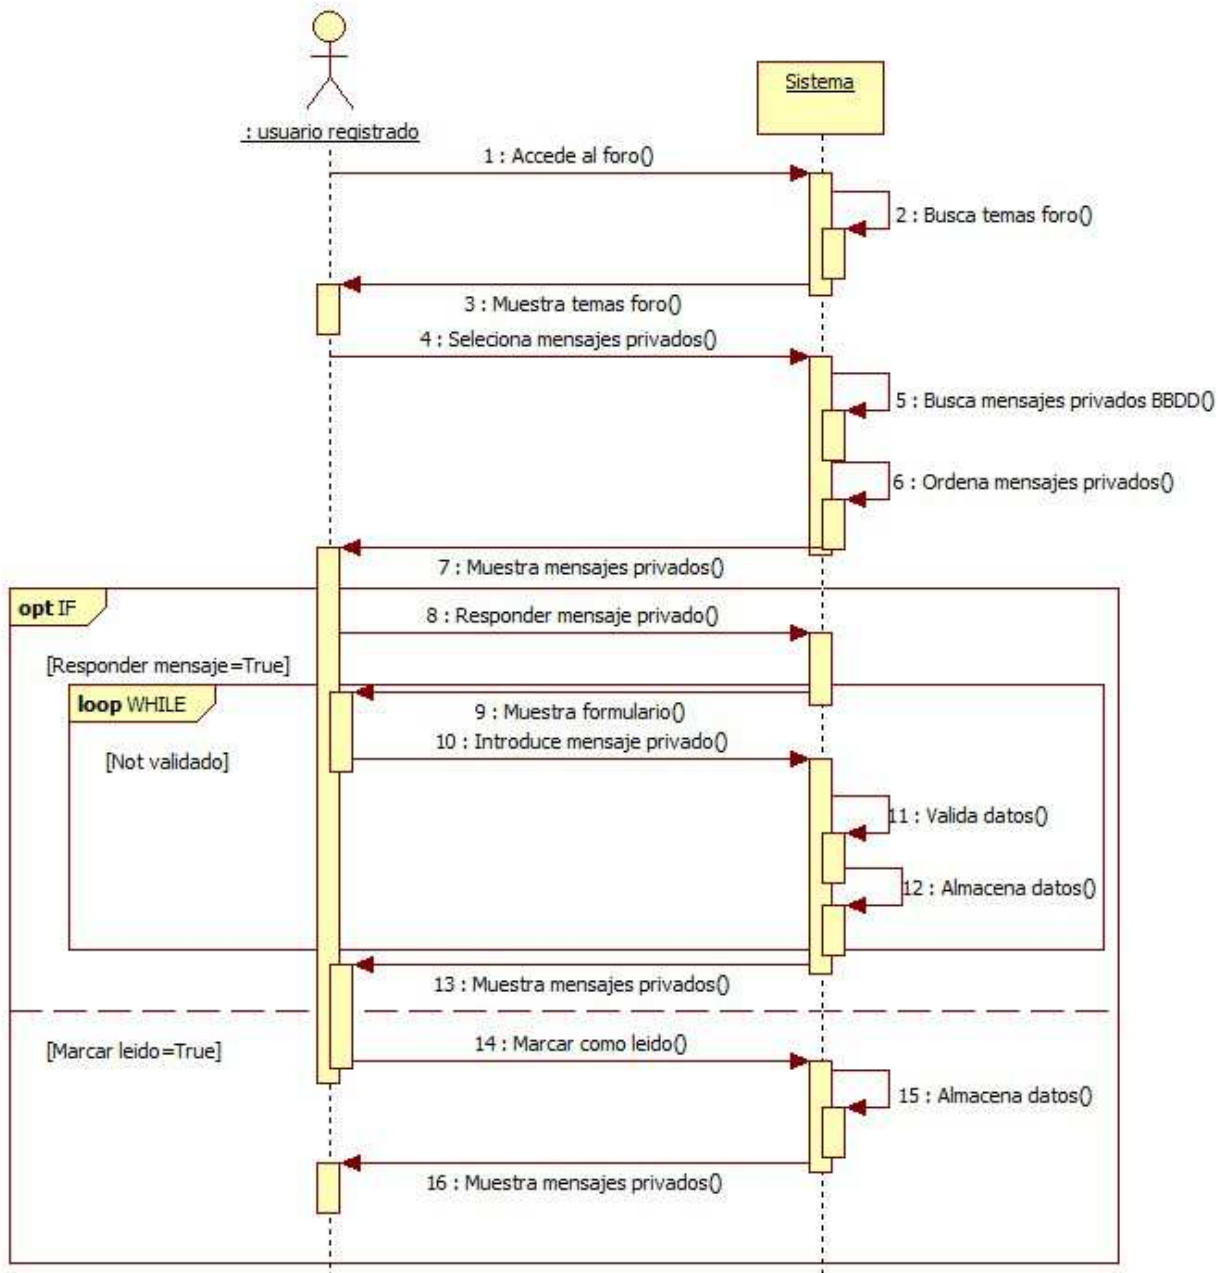 Sistema
: usuario registrado
1 : Accede al foro()
2 : Busca temas foro()
3 : Muestra temas foro()
4 : Seleciona mensajes privados()
5 : Busca mensajes privados BBDD()
6 : Ordena mensajes privados()
7 : Muestra mensajes privados()
opt IF
8 : Responder mensaje privado()
[Responder mensaje=True]
loop WHILE
9 : Muestra formulario()
10 : Introduce mensaje privado()
[Not validado]
11 : Valida datos()
12 : Almacena datos()
13 : Muestra mensajes privados()
[Marcar leido=True]
14 : Marcar como leido()
15 : Almacena datos()
16 : Muestra mensajes privados()